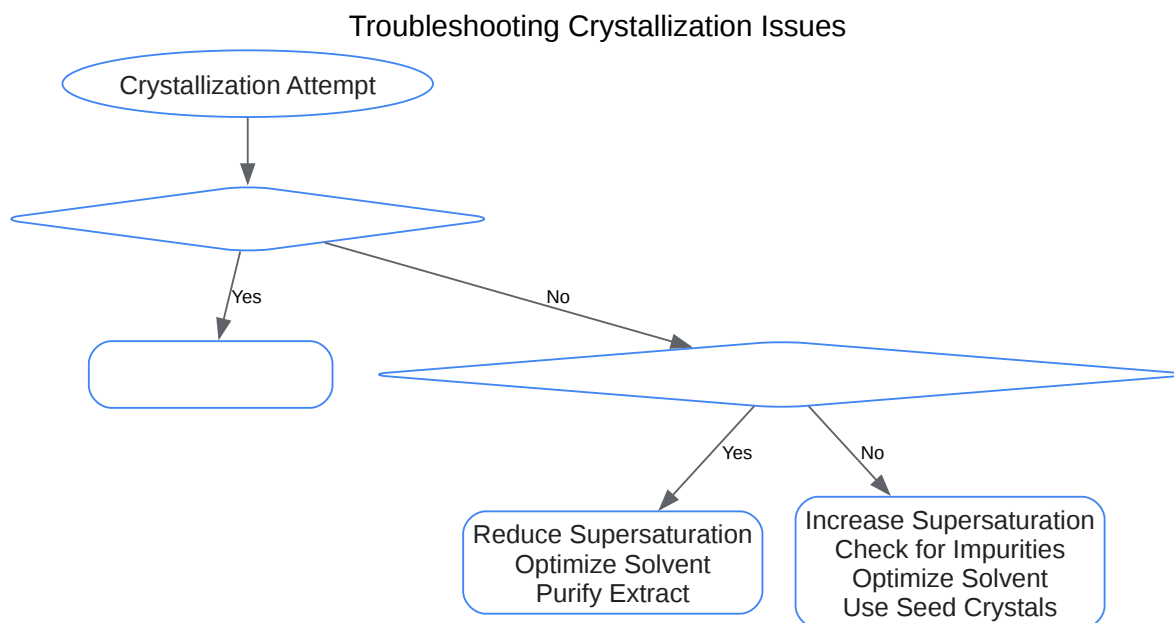 Troubleshooting Crystallization Issues
Crystallization Attempt
Yes
No
Yes
No
Reduce Supersaturation
Optimize Solvent
Purify Extract
Increase Supersaturation
Check for Impurities
Optimize Solvent
Use Seed Crystals